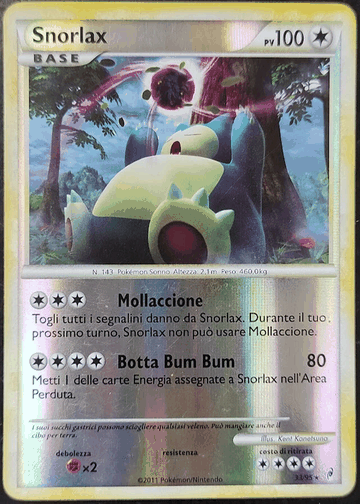 Snorlax
PV100
BASE
N. 143 Pokémon Sonno. Altezza: 2,1 m. Peso: 460,0kg
Mollaccione
Togli tutti i segnalini danno da Snorlax. Durante il tuo
prossimo turno, Snorlax non può usare Mollaccione.
Botta Bum Bum 80
Metti 1 delle carte Energia assegnate a Snorlax nell'Area
Perduta.
I suoi succhi gastrici possono sciogliere qualsiasi veleno. Può mangiare anche il
cibo per terra.
Illus. Kent Kanetsuna
debolezza resistenza costo di ritirata
×2
33/95
©2011 Pokémon/Nintendo